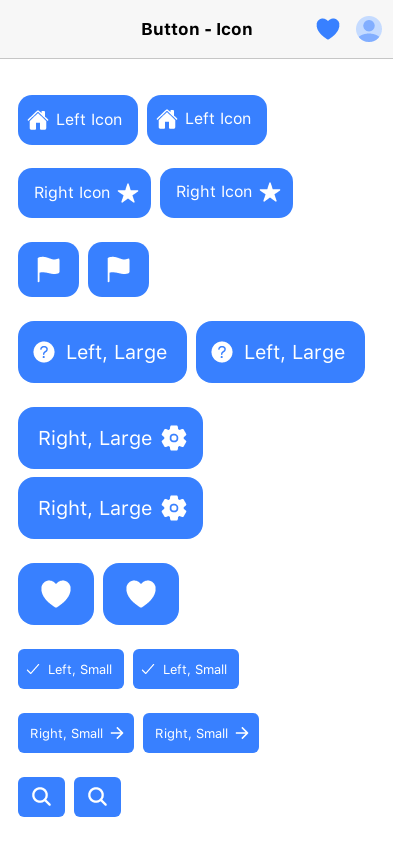 Button - Icon
Left Icon Left Icon
Right Icon Right Icon
Left, Large Left, Large
Right, Large
Right, Large
Left, Small Left, Small
Right, Small Right, Small